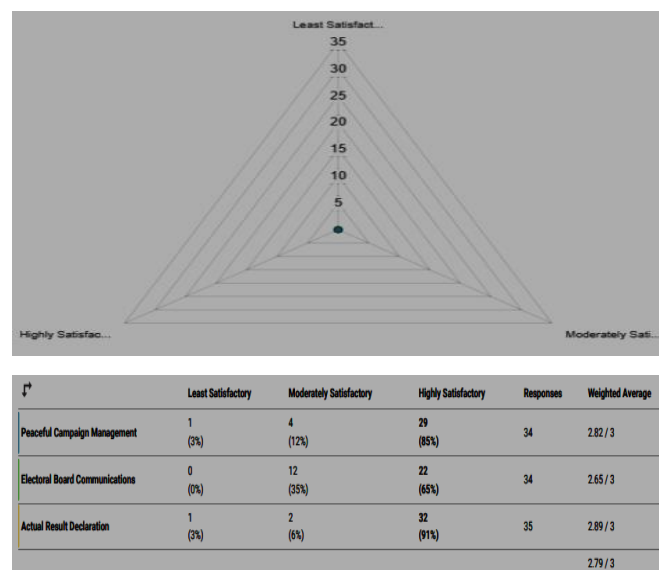 Least Satisfact...
35
30
25
20
15
10
5
Highly Satisfac... Moderately Sati...
Least Satisfactory Moderately Satisfactory Highly Satisfactory Responses Weighted Average
Peaceful Campaign Management 1 (3%) 4 (12%) 29 (85%) 34 2.82 / 3
Electoral Board Communications 0 (0%) 12 (35%) 22 (65%) 34 2.65 / 3
Actual Result Declaration 1 (3%) 2 (6%) 32 (91%) 35 2.89 / 3
2.79 / 3